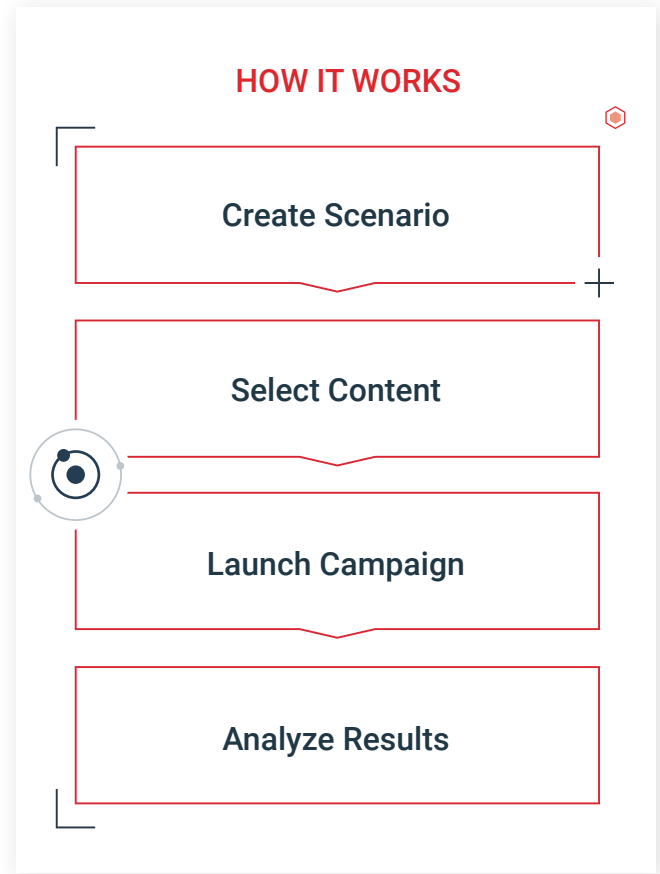 HOW IT WORKS
Create Scenario
Select Content
Launch Campaign
Analyze Results